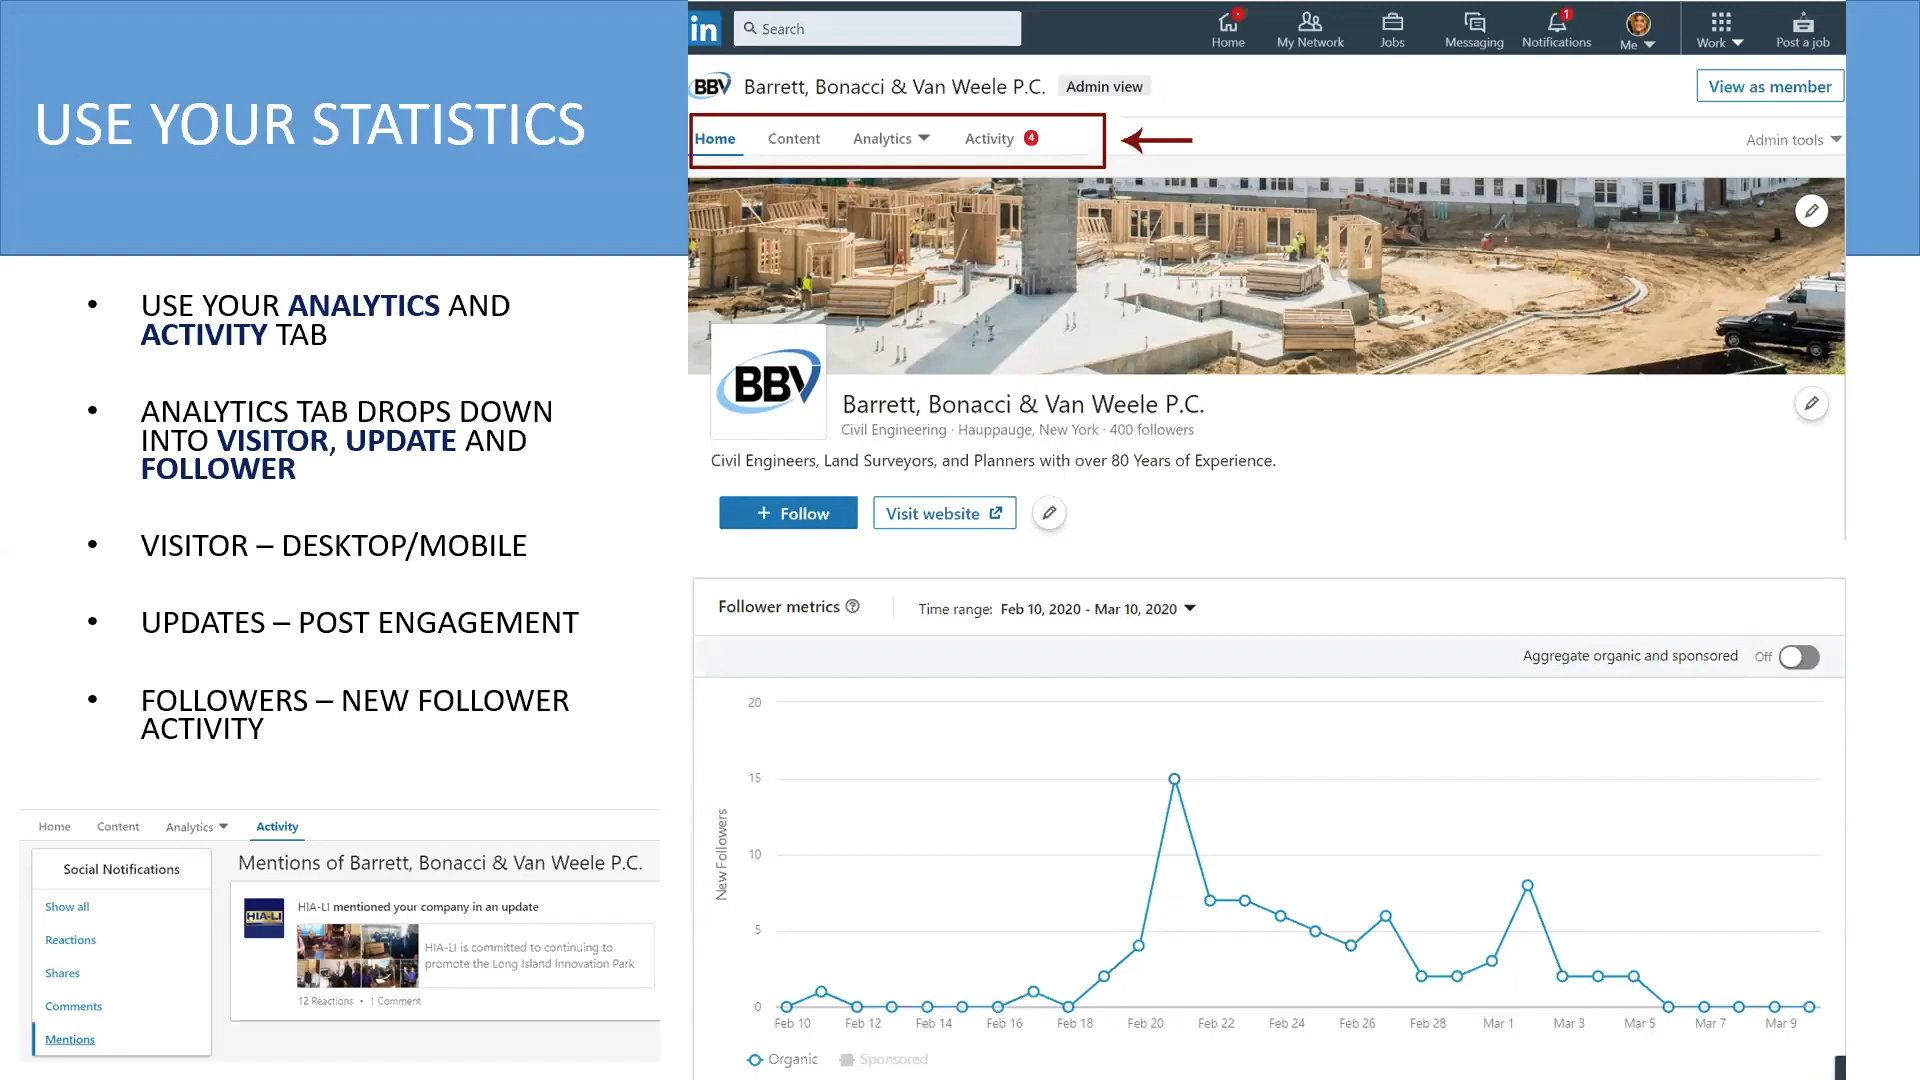 USE YOUR STATISTICS
• USE YOUR ANALYTICS AND
ACTIVITY TAB
• ANALYTICS TAB DROPS DOWN
INTO VISITOR, UPDATE AND
FOLLOWER
• VISITOR – DESKTOP/MOBILE
• UPDATES – POST ENGAGEMENT
• FOLLOWERS – NEW FOLLOWER
ACTIVITY
Home Content Analytics Activity
Social Notifications
Show all
Reactions
Shares
Comments
Mentions
Mentions of Barrett, Bonacci & Van Weele P.C.
HIA-LI
HIA-LI mentioned your company in an update
HIA-LI is committed to continuing to
promote the Long Island Innovation Park
12 Reactions • 1 Comment
in Search Home My Network Jobs Messaging 1 Notifications Me Work Post a job
BBV Barrett, Bonacci & Van Weele P.C. Admin view View as member
Home Content Analytics Activity 4 Admin tools
BBV
Barrett, Bonacci & Van Weele P.C.
Civil Engineering · Hauppauge, New York · 400 followers
Civil Engineers, Land Surveyors, and Planners with over 80 Years of Experience.
+ Follow Visit website
Follower metrics Time range: Feb 10, 2020 - Mar 10, 2020
Aggregate organic and sponsored Off
New Followers
20
15
10
5
0
Feb 10 Feb 12 Feb 14 Feb 16 Feb 18 Feb 20 Feb 22 Feb 24 Feb 26 Feb 28 Mar 1 Mar 3 Mar 5 Mar 7 Mar 9
Organic Sponsored